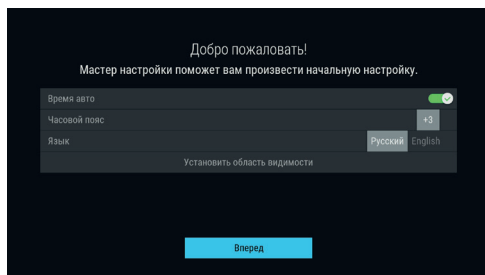 Добро пожаловать!
Мастер настройки поможет вам произвести начальную настройку.
Время авто
Часовой пояс +3
Язык Русский English
Установить область видимости
Вперед